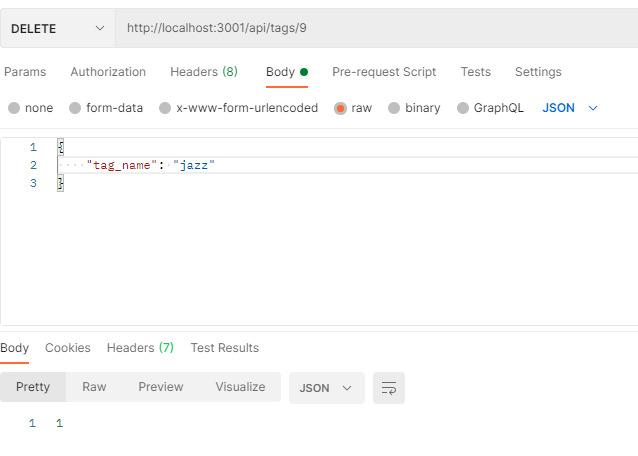 DELETE http://localhost:3001/api/tags/9
Params Authorization Headers (8) Body Pre-request Script Tests Settings
none form-data x-www-form-urlencoded raw binary GraphQL JSON
1 {
2 "tag_name": "jazz"
3 }
Body Cookies Headers (7) Test Results
Pretty Raw Preview Visualize JSON
1 1